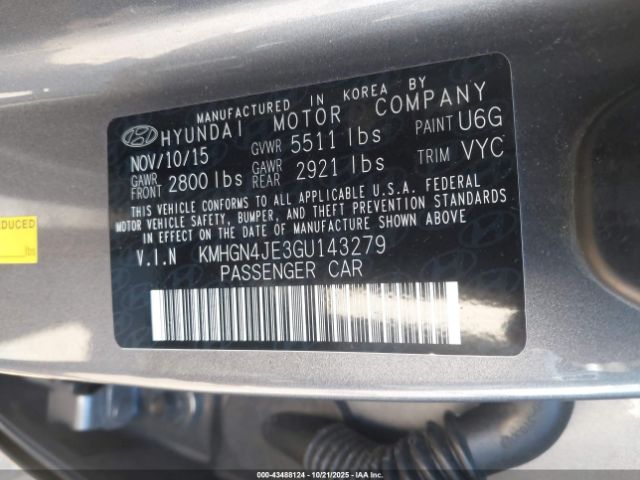 MANUFACTURED IN KOREA BY
HYUNDAI MOTOR COMPANY
NOV/10/15 GVWR 5511 lbs PAINT U6G
GAWR FRONT 2800 lbs GAWR REAR 2921 lbs TRIM VYC
THIS VEHICLE CONFORMS TO ALL APPLICABLE U.S.A. FEDERAL
MOTOR VEHICLE SAFETY, BUMPER, AND THEFT PREVENTION STANDARDS
IN EFFECT ON THE DATE OF MANUFACTURE SHOWN ABOVE
V.I.N KMHGN4JE3GU143279
PASSENGER CAR
DUCED
lbs
000-43488124 - 10/21/2025 - IAAI.CA